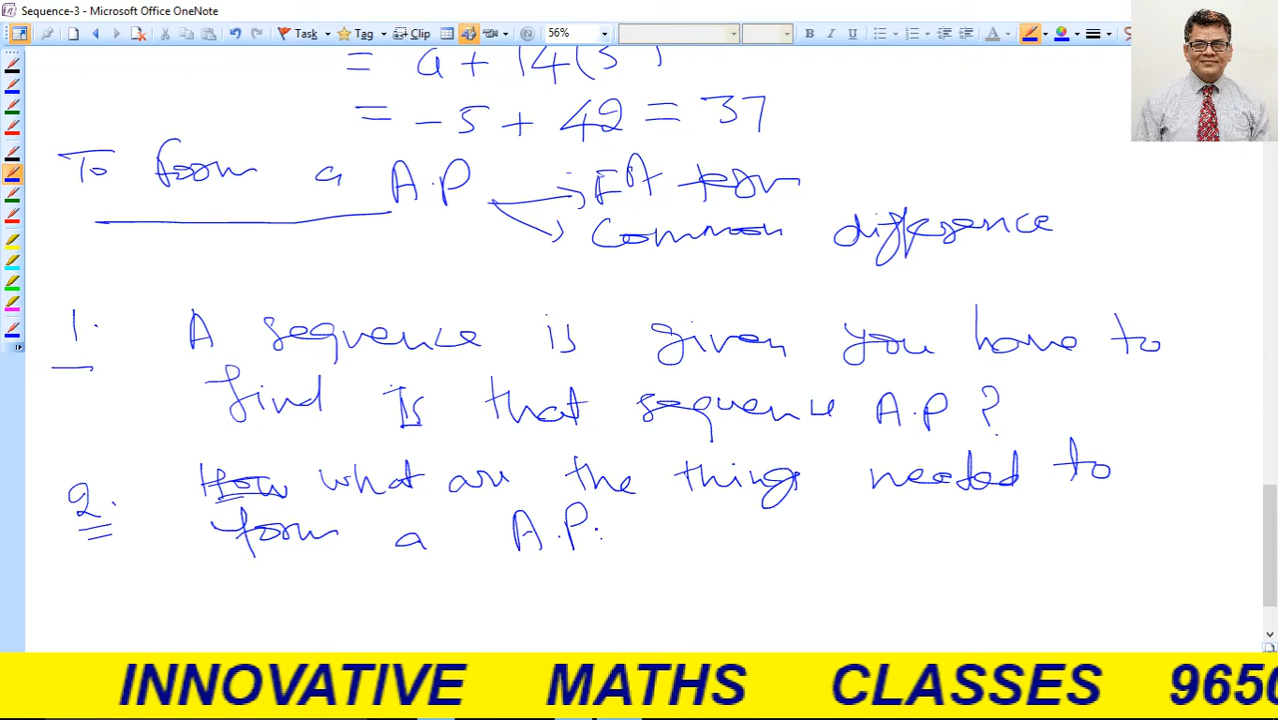 Sequence-3 - Microsoft Office OneNote
Task Tag Clip 56% B I U A
= a + 14(3)
= -5 + 42 = 37
To form a A.P → Ist term
→ Common difference
1. A sequence is given you have to
find Is that sequence A.P ?
2. How what are the things needed to
form a A.P.
INNOVATIVE MATHS CLASSES 9650